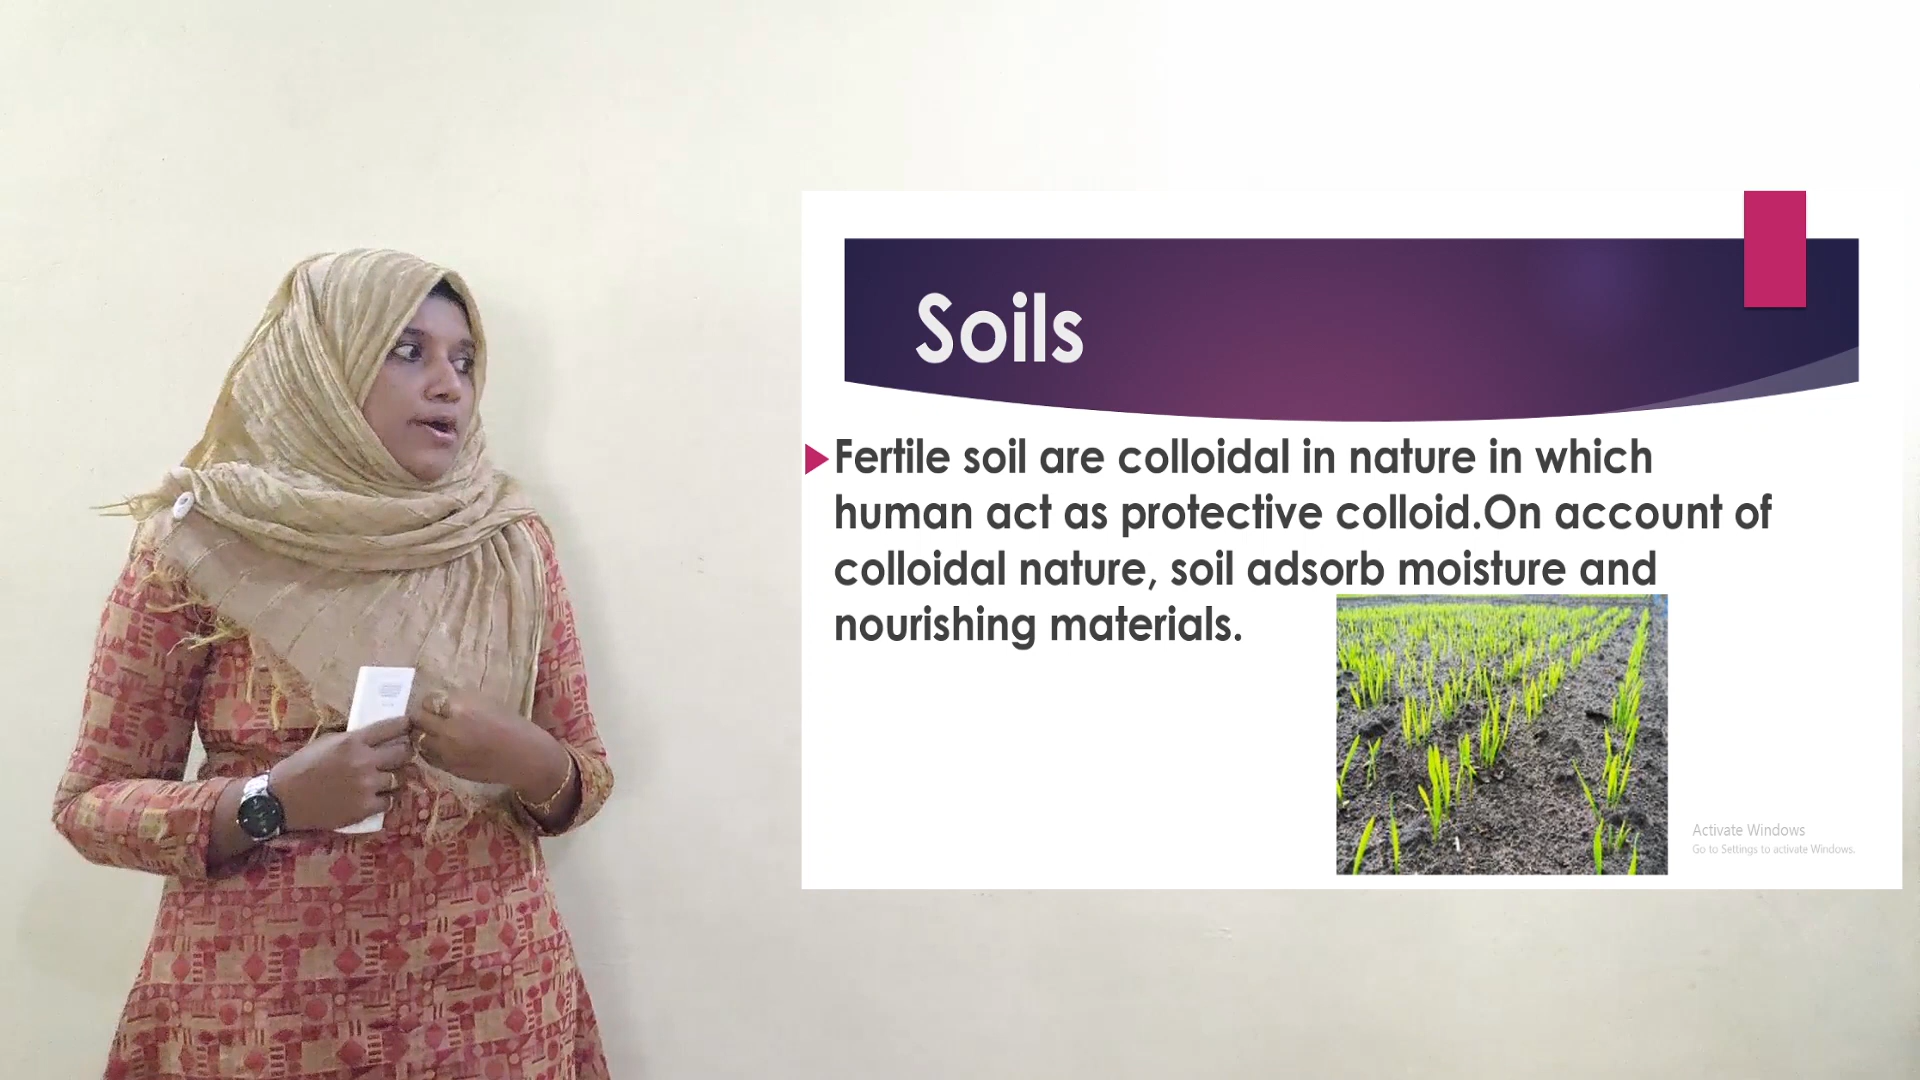 Soils
Fertile soil are colloidal in nature in which
human act as protective colloid.On account of
colloidal nature, soil adsorb moisture and
nourishing materials.
Activate Windows
Go to Settings to activate Windows.